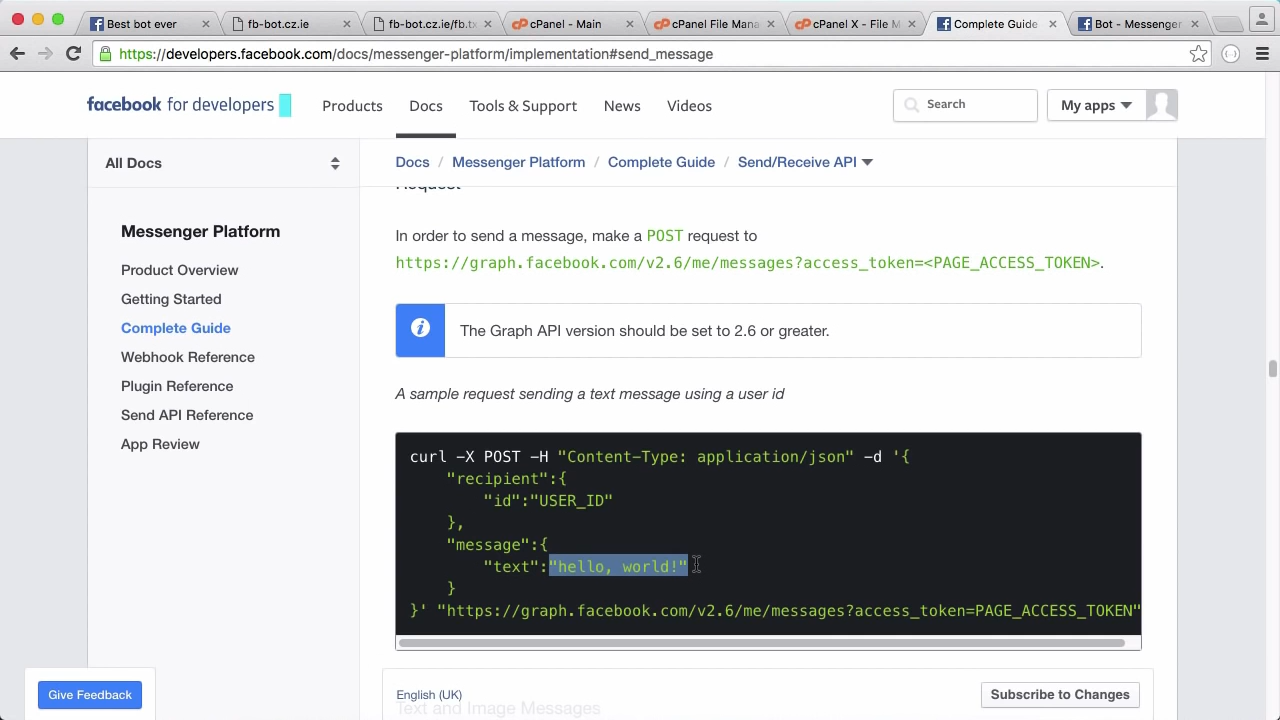 Best bot ever
fb-bot.cz.ie
fb-bot.cz.ie/fb.t
cPanel - Main
cPanel File Mana
cPanel X - File M
Complete Guide
Bot - Messenger
https://developers.facebook.com/docs/messenger-platform/implementation#send_message
facebook for developers
Products
Docs
Tools & Support
News
Videos
Search
My apps
All Docs
Docs / Messenger Platform / Complete Guide / Send/Receive API
Request
Messenger Platform
Product Overview
Getting Started
Complete Guide
Webhook Reference
Plugin Reference
Send API Reference
App Review
In order to send a message, make a POST request to
https://graph.facebook.com/v2.6/me/messages?access_token=<PAGE_ACCESS_TOKEN>.
The Graph API version should be set to 2.6 or greater.
A sample request sending a text message using a user id
curl -X POST -H "Content-Type: application/json" -d '{
"recipient":{
"id":"USER_ID"
},
"message":{
"text":"hello, world!"
}
}' "https://graph.facebook.com/v2.6/me/messages?access_token=PAGE_ACCESS_TOKEN"
Give Feedback
English (UK)
Subscribe to Changes
Text and Image Messages